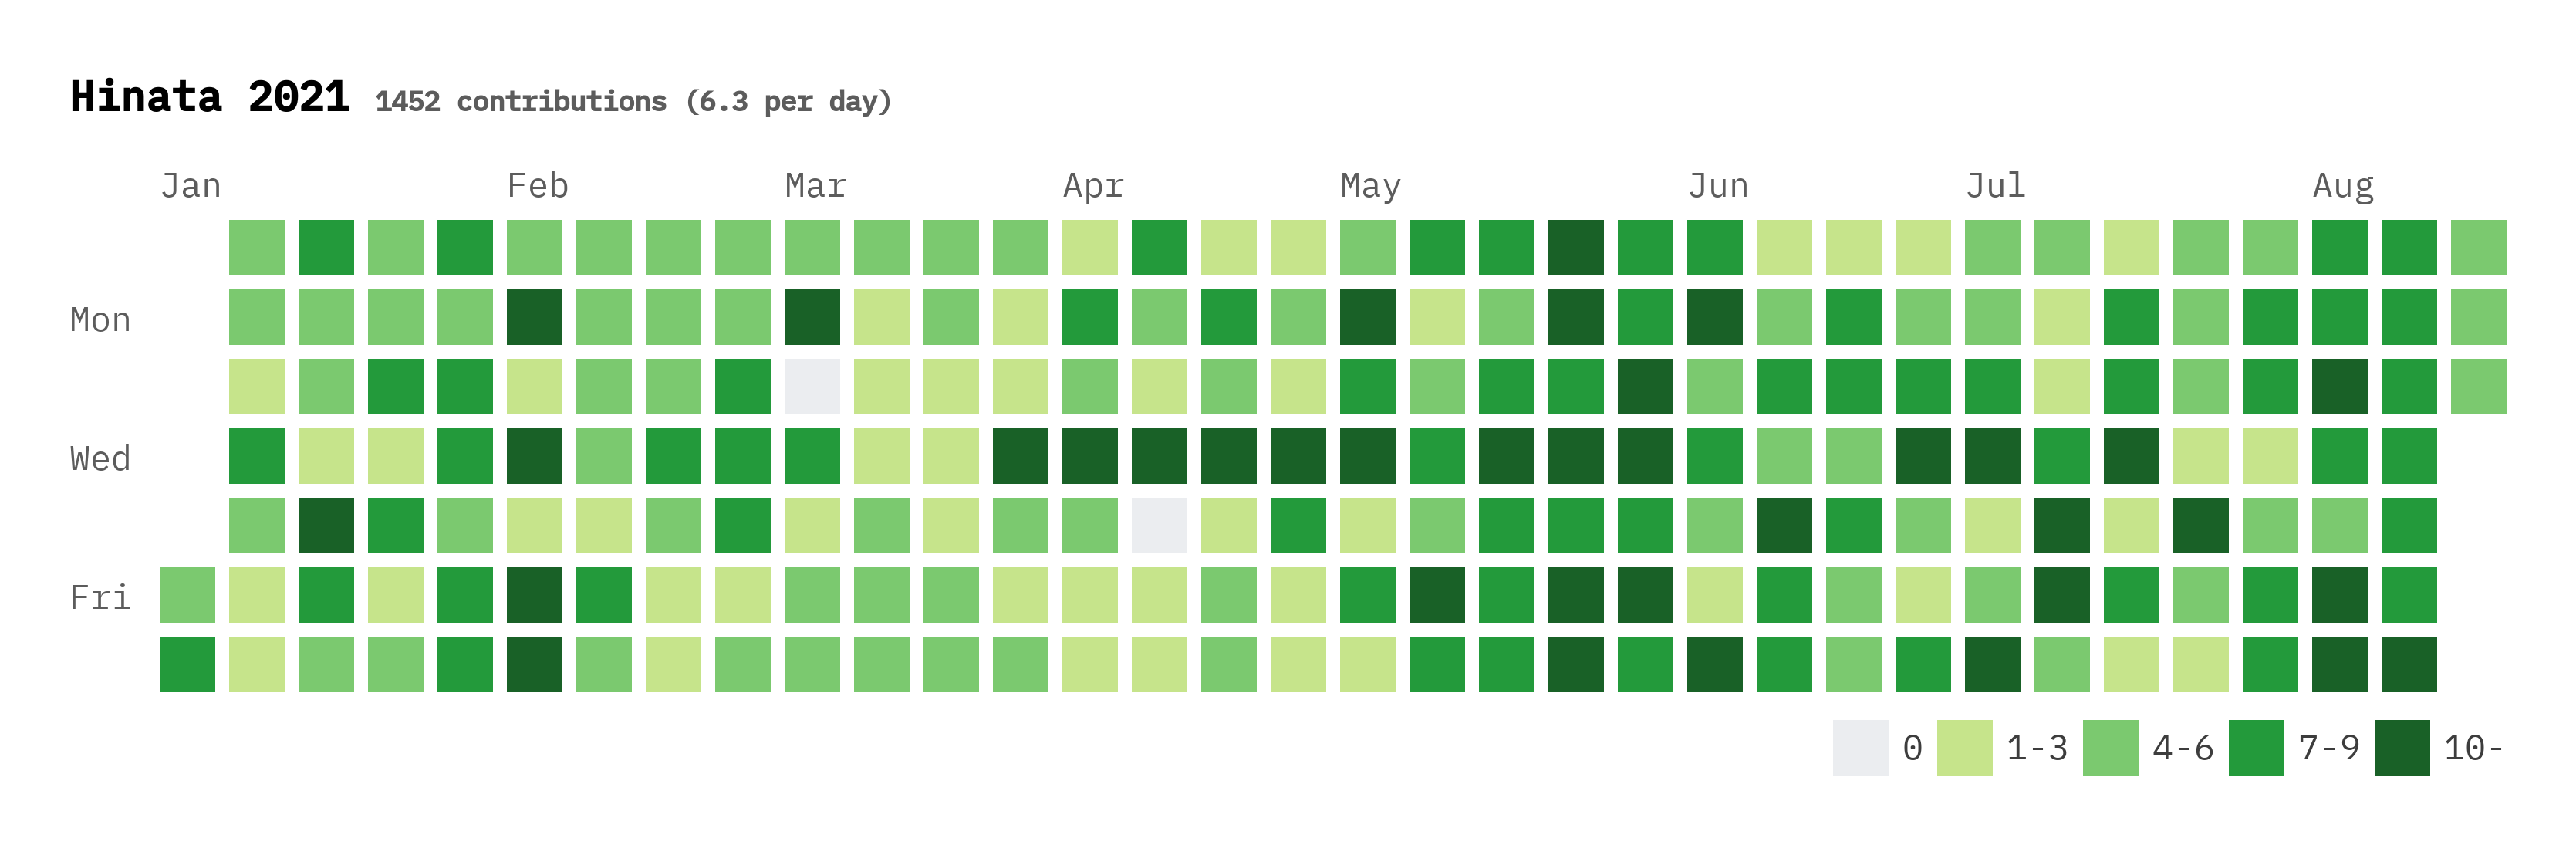 Hinata 2021 1452 contributions (6.3 per day)
Jan Feb Mar Apr May Jun Jul Aug
Mon
Wed
Fri
0 1-3 4-6 7-9 10-